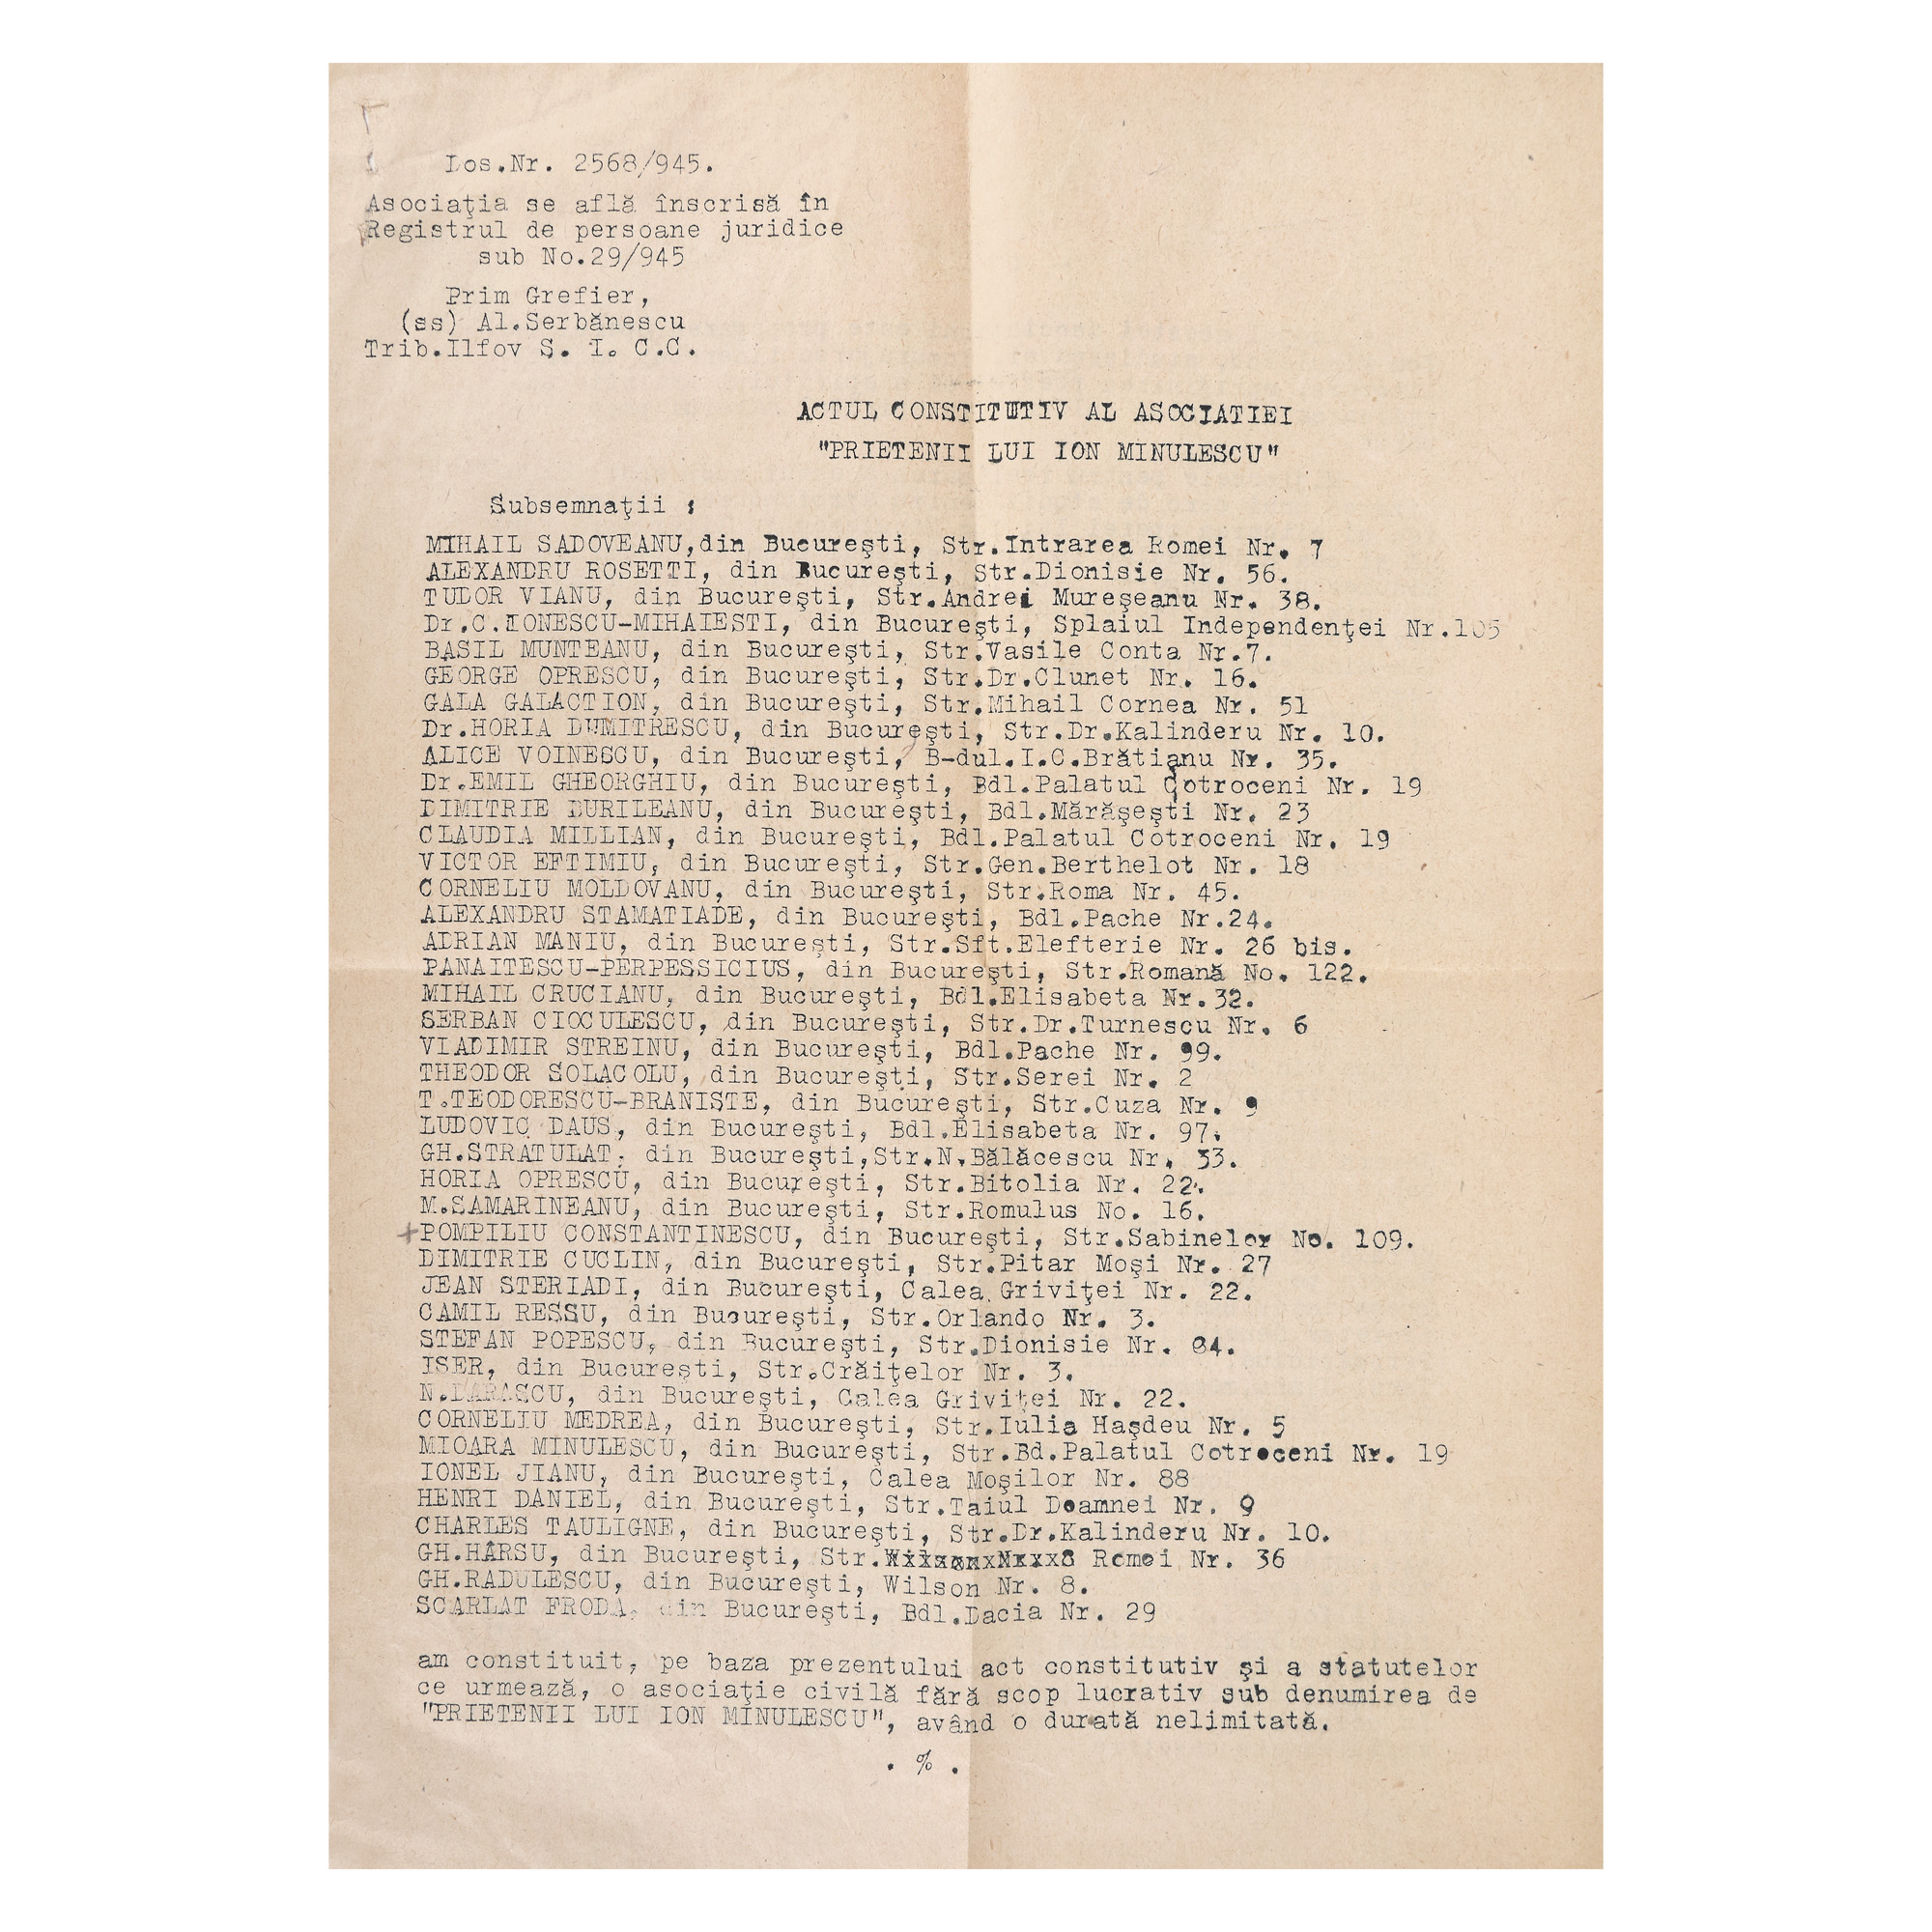 Dos.Nr. 2568/945.
Asociaţia se află înscrisă în
Registrul de persoane juridice
sub No.29/945
Prim Grefier,
(ss) Al.Serbănescu
Trib.Ilfov S. I. C.C.
ACTUL CONSTITUTIV AL ASOCIATIEI
"PRIETENII LUI ION MINULESCU"
Subsemnaţii :
MIHAIL SADOVEANU,din Bucureşti, Str.Intrarea Romei Nr. 7
ALEXANDRU ROSETTI, din Bucureşti, Str.Dionisie Nr. 56.
TUDOR VIANU, din Bucureşti, Str.Andrei Mureşeanu Nr. 38.
Dr.C.IONESCU-MIHAIESTI, din Bucureşti, Splaiul Independenţei Nr.105
BASIL MUNTEANU, din Bucureşti, Str.Vasile Conta Nr.7.
GEORGE OPRESCU, din Bucureşti, Str.Dr.Clunet Nr. 16.
GALA GALACTION, din Bucureşti, Str.Mihail Cornea Nr. 51
Dr.HORIA DUMITRESCU, din Bucureşti, Str.Dr.Kalinderu Nr. 10.
ALICE VOINESCU, din Bucureşti, B-dul.I.C.Brătianu Nr. 35.
Dr.EMIL GHEORGHIU, din Bucureşti, Bdl.Palatul Cotroceni Nr. 19
DIMITRIE BURILEANU, din Bucureşti, Bdl.Mărăşeşti Nr. 23
CLAUDIA MILLIAN, din Bucureşti, Bdl.Palatul Cotroceni Nr. 19
VICTOR EFTIMIU, din Bucureşti, Str.Gen.Berthelot Nr. 18
CORNELIU MOLDOVANU, din Bucureşti, Str.Roma Nr. 45.
ALEXANDRU STAMATIADE, din Bucureşti, Bdl.Pache Nr.24.
ADRIAN MANIU, din Bucureşti, Str.Sft.Elefterie Nr. 26 bis.
PANAITESCU-PERPESSICIUS, din Bucureşti, Str.Romană No. 122.
MIHAIL CRUCIANU, din Bucureşti, Bdl.Elisabeta Nr.32.
SERBAN CIOCULESCU, din Bucureşti, Str.Dr.Turnescu Nr. 6
VLADIMIR STREINU, din Bucureşti, Bdl.Pache Nr. 99.
THEODOR SOLACOLU, din Bucureşti, Str.Serei Nr. 2
T.TEODORESCU-BRANISTE, din Bucureşti, Str.Cuza Nr. 9
LUDOVIC DAUS, din Bucureşti, Bdl.Elisabeta Nr. 97.
GH.STRATULAT, din Bucureşti,Str.N.Bălăcescu Nr. 33.
HORIA OPRESCU, din Bucureşti, Str.Bitolia Nr. 22.
M.SAMARINEANU, din Bucureşti, Str.Romulus No. 16.
+POMPILIU CONSTANTINESCU, din Bucureşti, Str.Sabinelor No. 109.
DIMITRIE CUCLIN, din Bucureşti, Str.Pitar Moşi Nr. 27
JEAN STERIADI, din Bucureşti, Calea Griviţei Nr. 22.
CAMIL RESSU, din Bucureşti, Str.Orlando Nr. 3.
STEFAN POPESCU, din Bucureşti, Str.Dionisie Nr. 84.
ISER, din Bucureşti, Str.Crăiţelor Nr. 3.
N.DARASCU, din Bucureşti, Calea Griviţei Nr. 22.
CORNELIU MEDREA, din Bucureşti, Str.Iulia Haşdeu Nr. 5
MIOARA MINULESCU, din Bucureşti, Str.Bd.Palatul Cotroceni Nr. 19
IONEL JIANU, din Bucureşti, Calea Moşilor Nr. 88
HENRI DANIEL, din Bucureşti, Str.Taiul Doamnei Nr. 9
CHARLES TAULIGNE, din Bucureşti, Str.Dr.Kalinderu Nr. 10.
GH.HÂRSU, din Bucureşti, Str. Romei Nr. 36
GH.RADULESCU, din Bucureşti, Wilson Nr. 8.
SCARLAT FRODA, din Bucureşti, Bdl.Dacia Nr. 29
am constituit, pe baza prezentului act constitutiv şi a statutelor
ce urmează, o asociaţie civilă fără scop lucrativ sub denumirea de
"PRIETENII LUI ION MINULESCU", având o durată nelimitată.
. % .